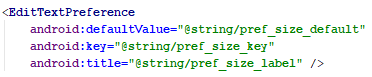 <EditTextPreference
android:defaultValue="@string/pref_size_default"
android:key="@string/pref_size_key"
android:title="@string/pref_size_label" />